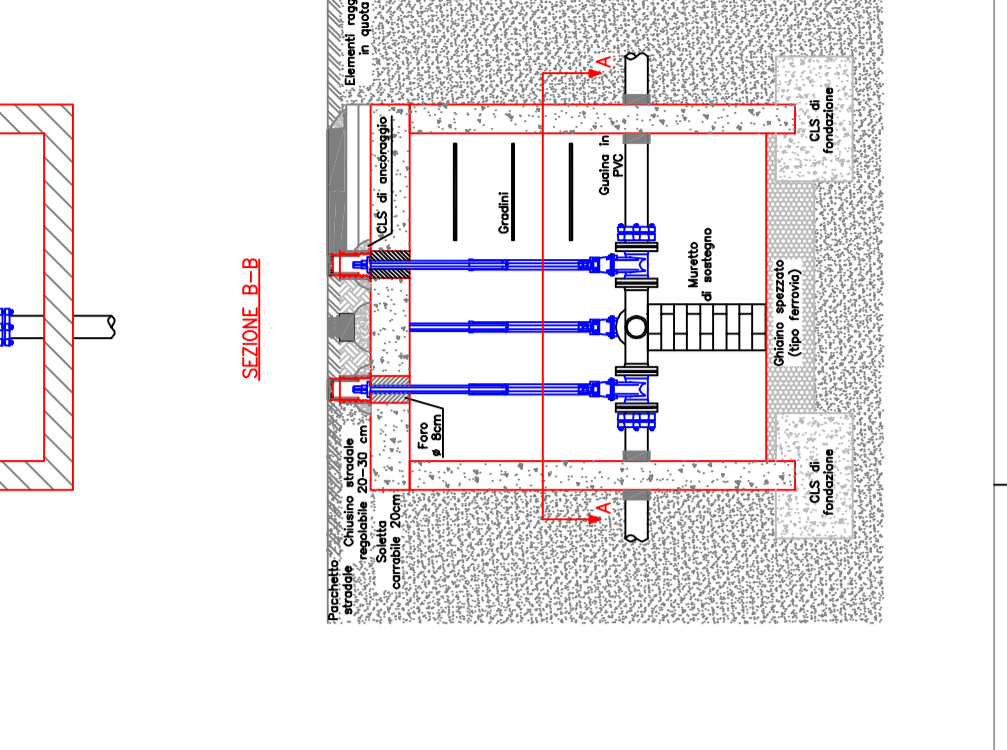 SEZIONE B-B
Elementi ragg
in quota
Pacchetto
stradale
Chiusino stradale
regolabile 20-30 cm
Soletta
carrabile 20cm
CLS di ancoraggio
Foro
ø 8cm
Gradini
A
A
Guaina in
PVC
Muretto
di sostegno
Ghiaino spezzato
(tipo ferrovia)
CLS di
fondazione
CLS di
fondazione